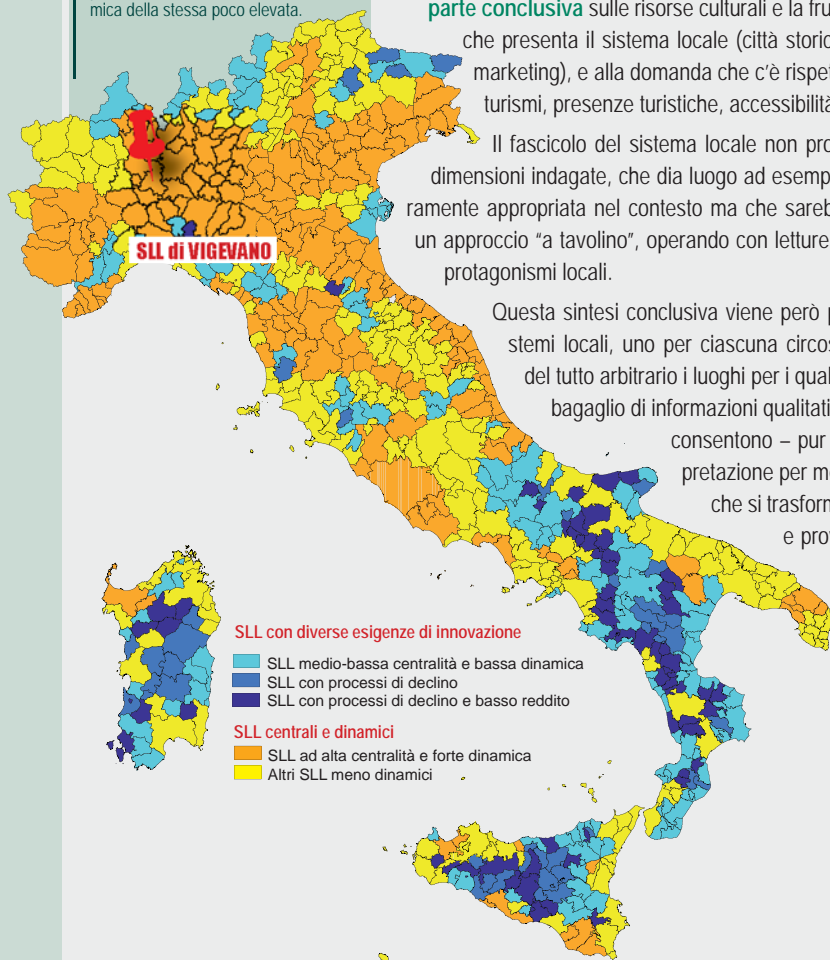 mica della stessa poco elevata.
parte conclusiva sulle risorse culturali e la fru
che presenta il sistema locale (città storic
marketing), e alla domanda che c'è rispet
turismi, presenze turistiche, accessibilità
Il fascicolo del sistema locale non pro
dimensioni indagate, che dia luogo ad esemp
ramente appropriata nel contesto ma che sareb
un approccio "a tavolino", operando con letture
protagonismi locali.
Questa sintesi conclusiva viene però p
stemi locali, uno per ciascuna circos
del tutto arbitrario i luoghi per i qual
bagaglio di informazioni qualitati
consentono – pur
pretazione per m
che si trasforn
e prov
SLL di VIGEVANO
SLL con diverse esigenze di innovazione
SLL medio-bassa centralità e bassa dinamica
SLL con processi di declino
SLL con processi di declino e basso reddito
SLL centrali e dinamici
SLL ad alta centralità e forte dinamica
Altri SLL meno dinamici